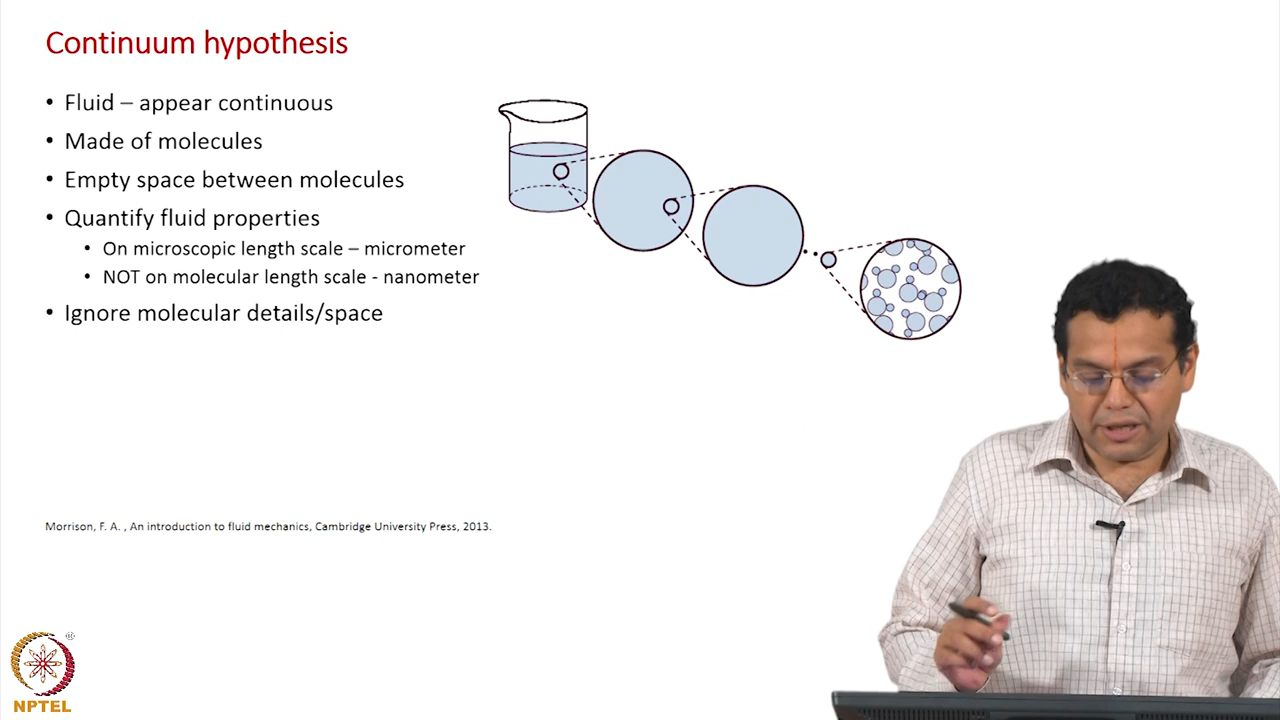 Continuum hypothesis
• Fluid – appear continuous
• Made of molecules
• Empty space between molecules
• Quantify fluid properties
• On microscopic length scale – micrometer
• NOT on molecular length scale - nanometer
• Ignore molecular details/space
Morrison, F. A. , An introduction to fluid mechanics, Cambridge University Press, 2013.
®
NPTEL